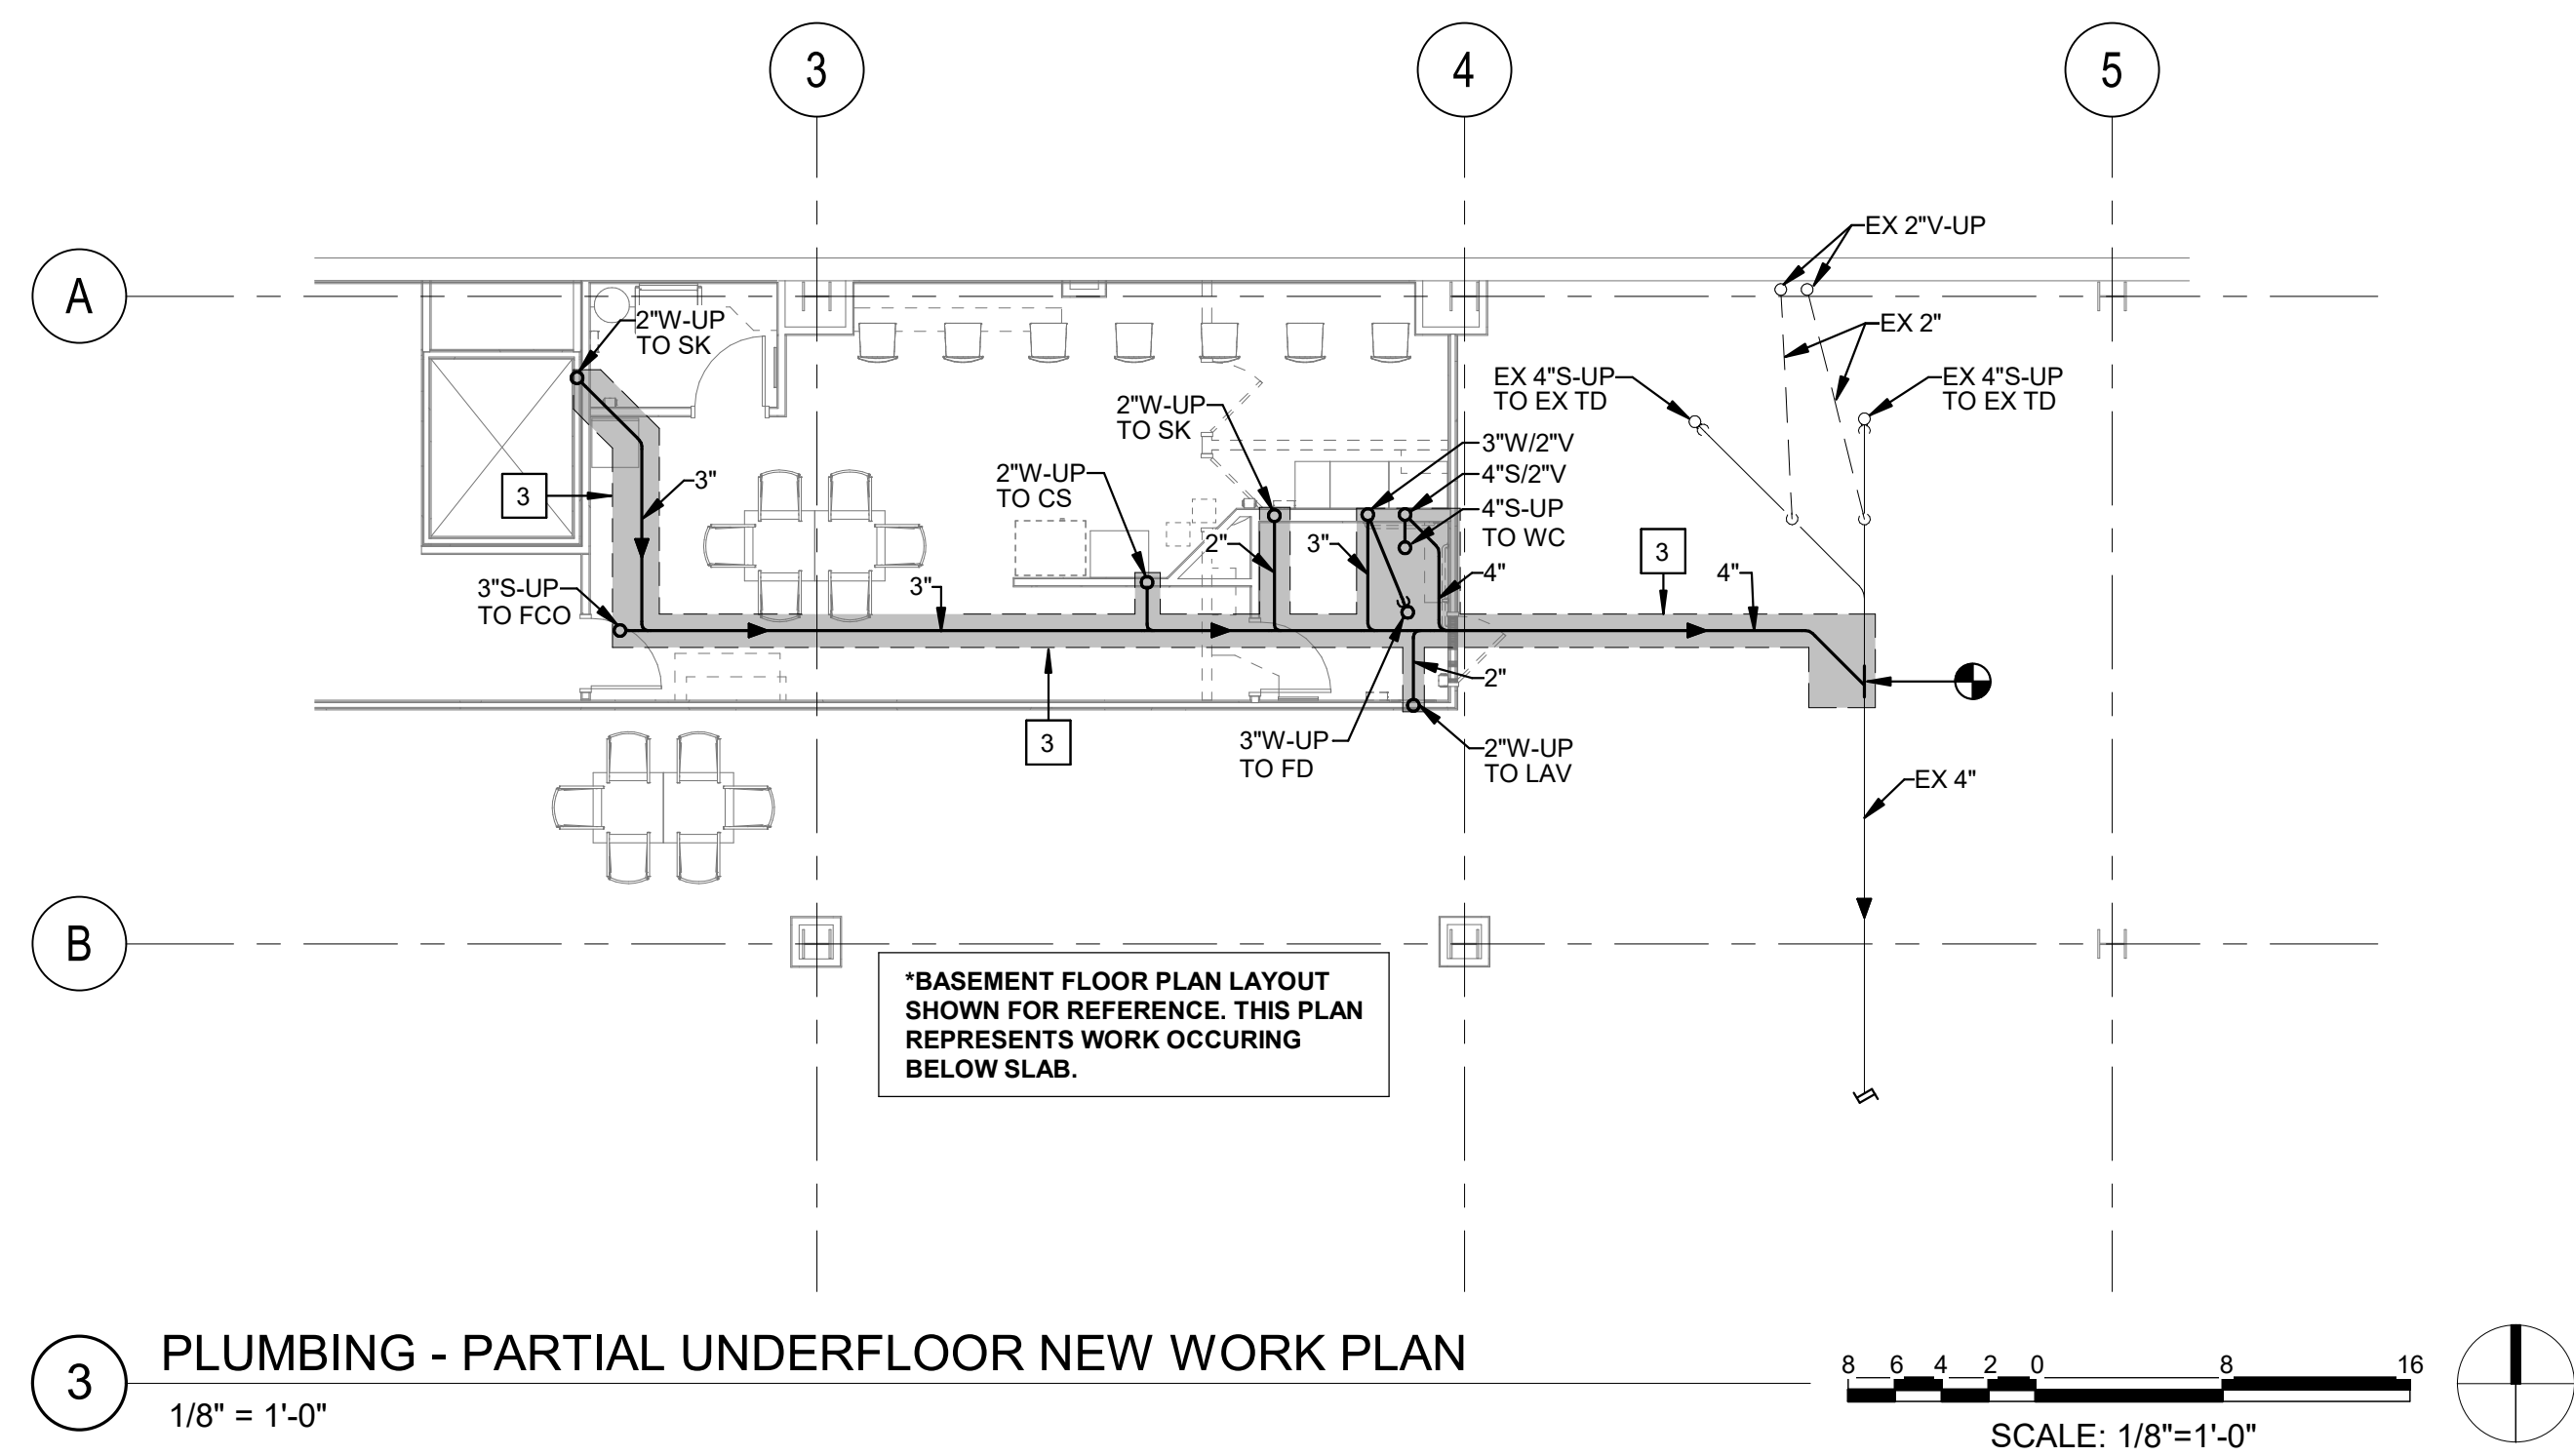 3
4
5
A
EX 2"V-UP
2"W-UP
TO SK
EX 2"
EX 4"S-UP
TO EX TD
EX 4"S-UP
TO EX TD
2"W-UP
TO SK
3"W/2"V
4"S/2"V
2"W-UP
TO CS
3"
3
4"S-UP
TO WC
2"
3"
3
4"
4"
3"S-UP
TO FCO
3"
2"
3
3"W-UP
TO FD
2"W-UP
TO LAV
EX 4"
B
*BASEMENT FLOOR PLAN LAYOUT
SHOWN FOR REFERENCE. THIS PLAN
REPRESENTS WORK OCCURING
BELOW SLAB.
3
PLUMBING - PARTIAL UNDERFLOOR NEW WORK PLAN
1/8" = 1'-0"
8 6 4 2 0 8 16
SCALE: 1/8"=1'-0"